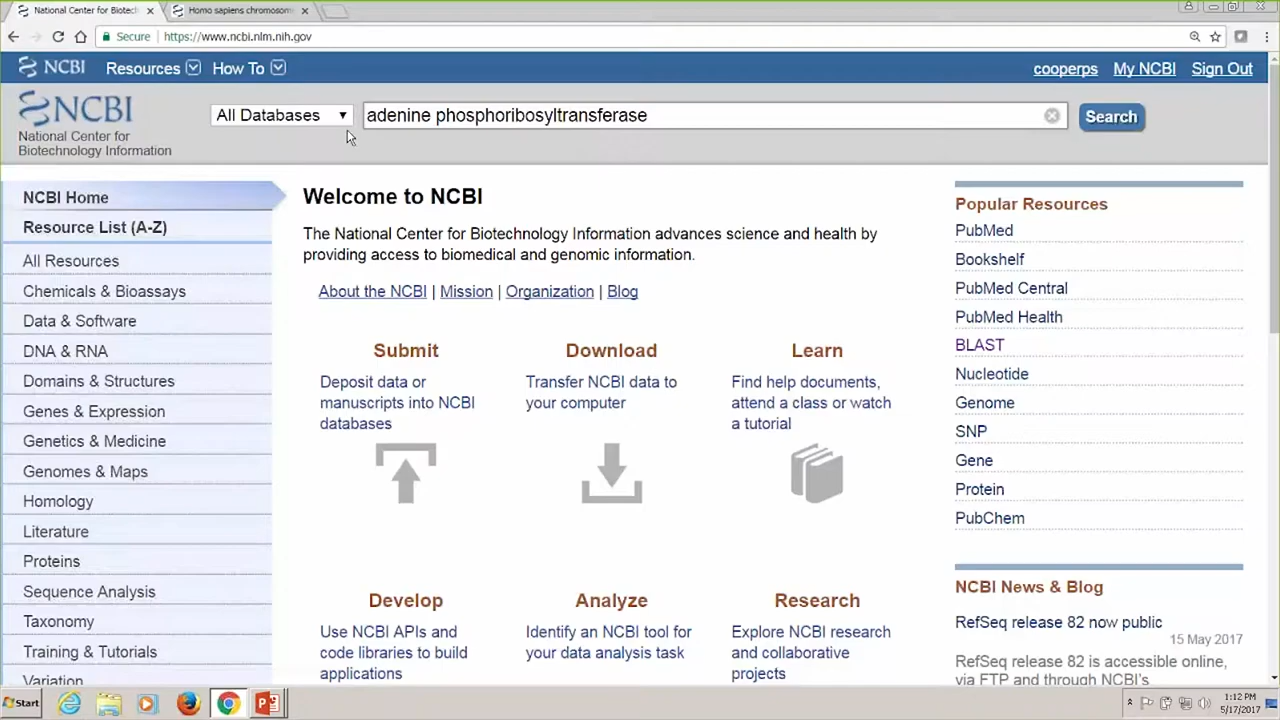 National Center for Biotech
Homo sapiens chromosom
Secure https://www.ncbi.nlm.nih.gov
NCBI Resources How To cooperps My NCBI Sign Out
NCBI
National Center for
Biotechnology Information
All Databases adenine phosphoribosyltransferase Search
NCBI Home
Resource List (A-Z)
All Resources
Chemicals & Bioassays
Data & Software
DNA & RNA
Domains & Structures
Genes & Expression
Genetics & Medicine
Genomes & Maps
Homology
Literature
Proteins
Sequence Analysis
Taxonomy
Training & Tutorials
Variation
Welcome to NCBI
The National Center for Biotechnology Information advances science and health by
providing access to biomedical and genomic information.
About the NCBI | Mission | Organization | Blog
Submit
Deposit data or
manuscripts into NCBI
databases
Download
Transfer NCBI data to
your computer
Learn
Find help documents,
attend a class or watch
a tutorial
Develop
Use NCBI APIs and
code libraries to build
applications
Analyze
Identify an NCBI tool for
your data analysis task
Research
Explore NCBI research
and collaborative
projects
Popular Resources
PubMed
Bookshelf
PubMed Central
PubMed Health
BLAST
Nucleotide
Genome
SNP
Gene
Protein
PubChem
NCBI News & Blog
RefSeq release 82 now public
15 May 2017
RefSeq release 82 is accessible online,
via FTP and through NCBI's
Start
1:12 PM
5/17/2017